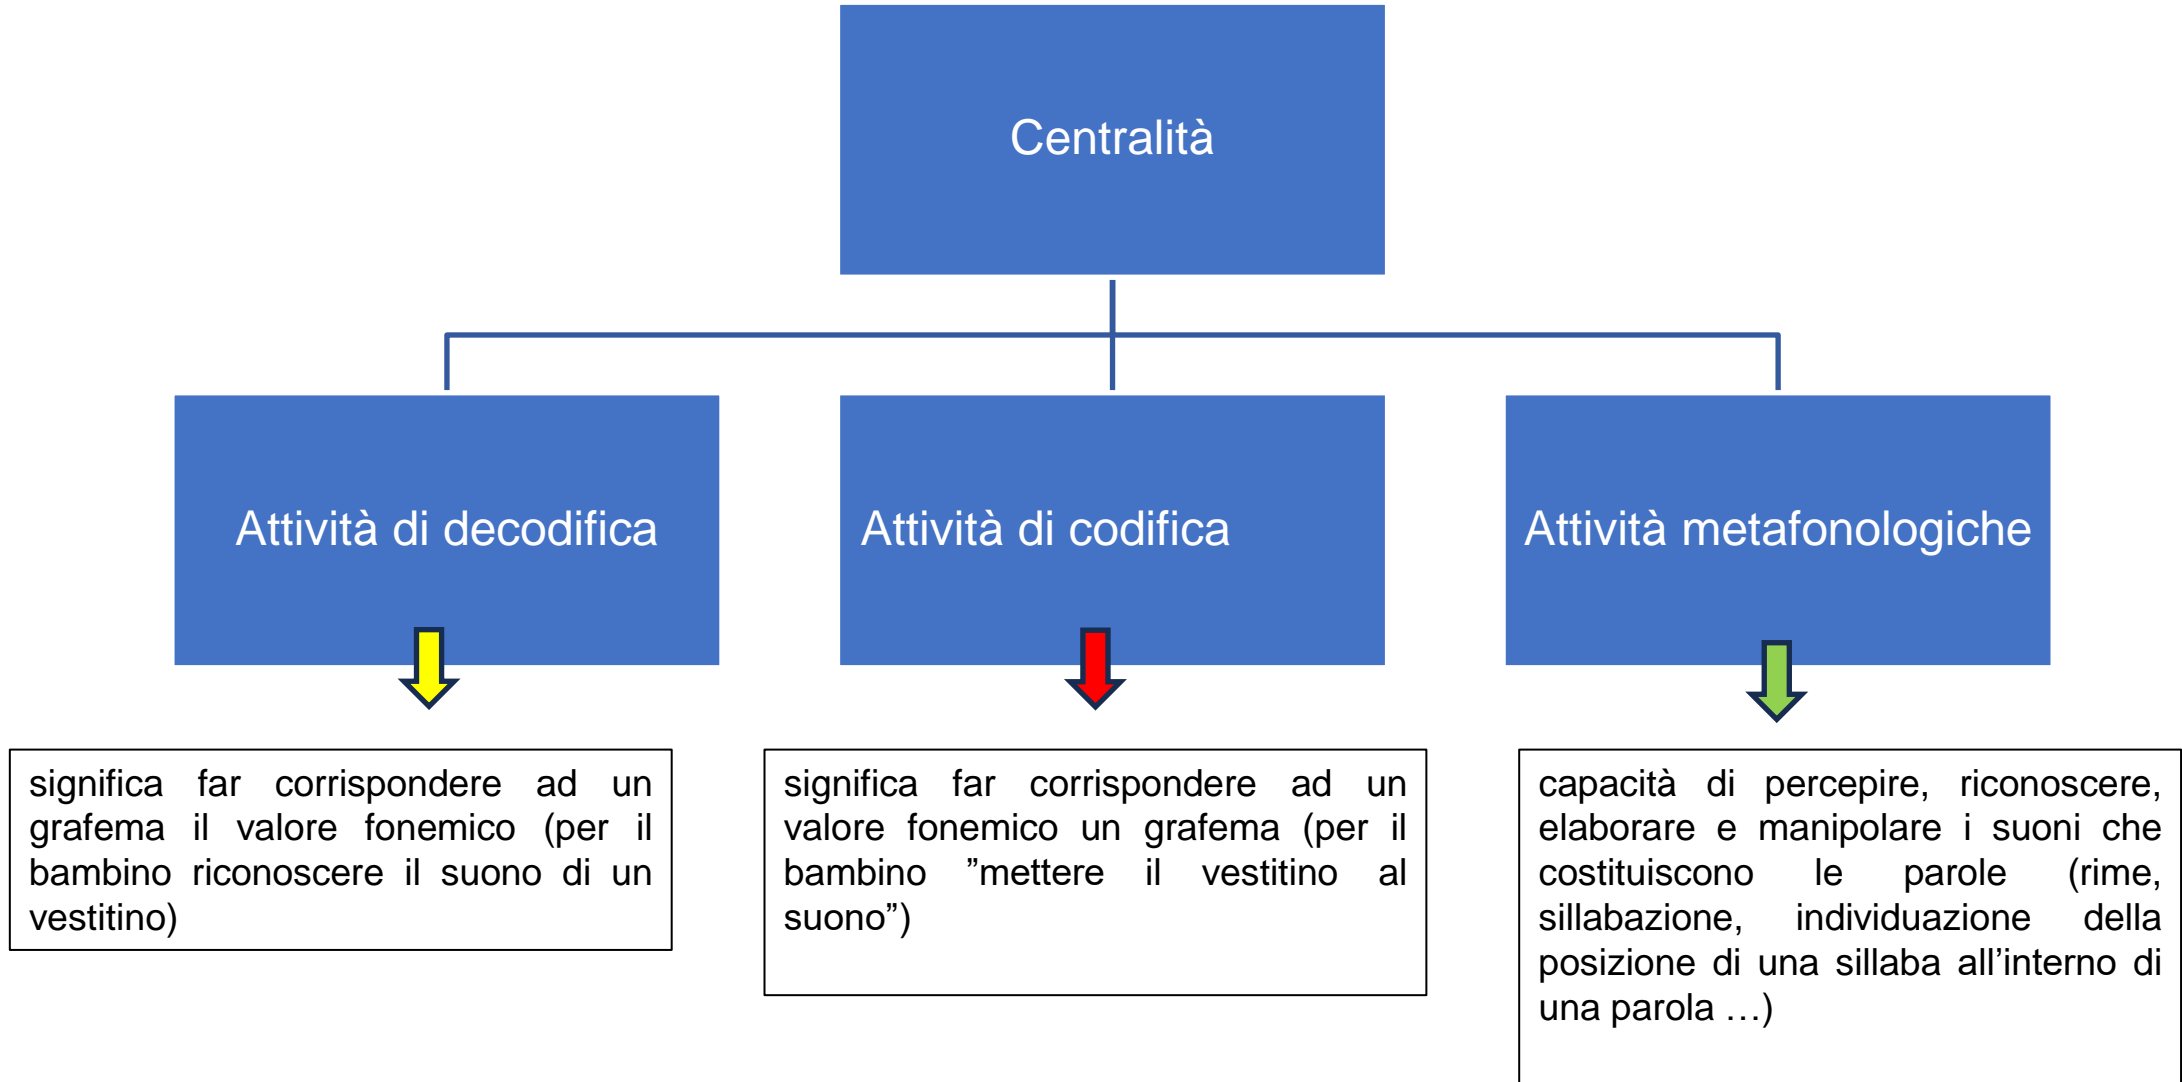 Centralità
Attività di decodifica
Attività di codifica
Attività metafonologiche
significa far corrispondere ad un
grafema il valore fonemico (per il
bambino riconoscere il suono di un
vestitino)
significa far corrispondere ad un
valore fonemico un grafema (per il
bambino ”mettere il vestitino al
suono”)
capacità di percepire, riconoscere,
elaborare e manipolare i suoni che
costituiscono le parole (rime,
sillabazione, individuazione della
posizione di una sillaba all’interno di
una parola …)